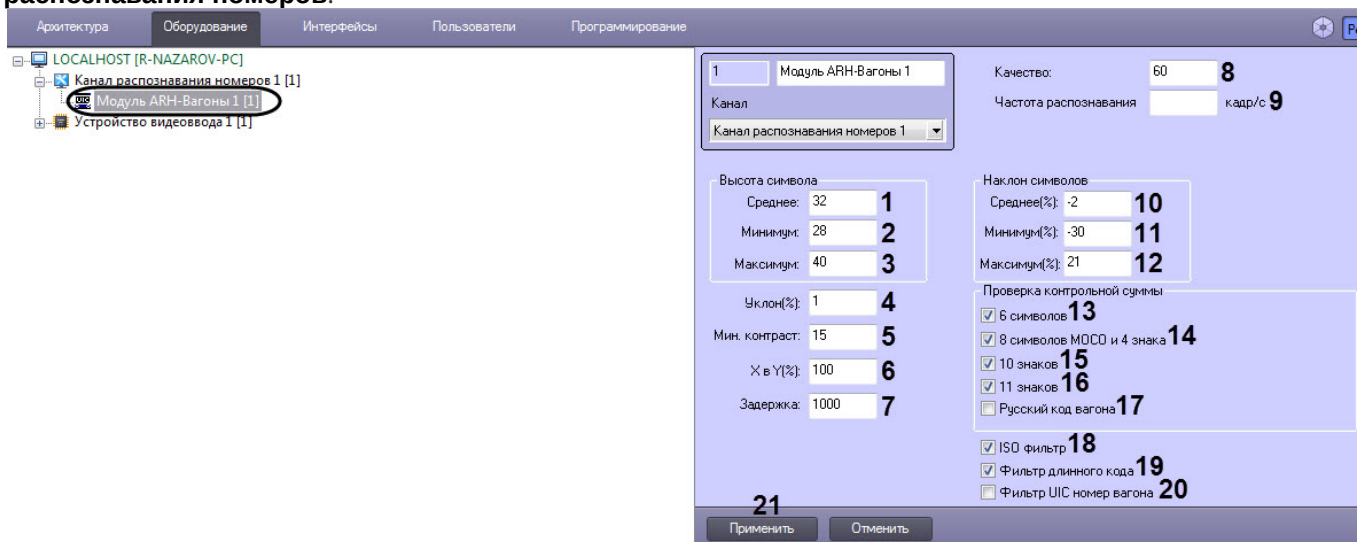 распознавания номеров.
Архитектура Оборудование Интерфейсы Пользователи Программирование
LOCALHOST [R-NAZAROV-PC]
Канал распознавания номеров 1 [1]
UIC Модуль ARH-Вагоны 1 [1]
Устройство видеоввода 1 [1]
1 Модуль ARH-Вагоны 1
Канал
Канал распознавания номеров 1
Качество: 60 8
Частота распознавания кадр/с 9
Высота символа
Среднее: 32 1
Минимум: 28 2
Максимум: 40 3
Уклон(%): 1 4
Мин. контраст: 15 5
X в Y(%): 100 6
Задержка: 1000 7
Наклон символов
Среднее(%): -2 10
Минимум(%): -30 11
Максимум(%): 21 12
Проверка контрольной суммы
6 символов 13
8 символов МОСО и 4 знака 14
10 знаков 15
11 знаков 16
Русский код вагона 17
ISO фильтр 18
Фильтр длинного кода 19
Фильтр UIC номер вагона 20
21
Применить Отменить